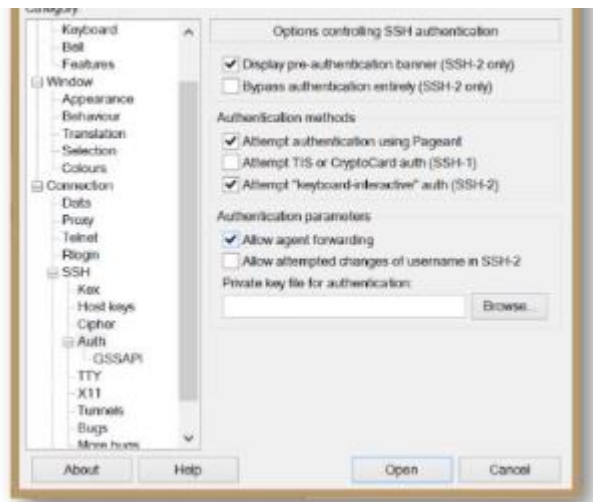 Category:
Keyboard
Bell
Features
Window
Appearance
Behaviour
Translation
Selection
Colours
Connection
Data
Proxy
Telnet
Rlogin
SSH
Kex
Host keys
Cipher
Auth
GSSAPI
TTY
X11
Tunnels
Bugs
More bugs
Options controlling SSH authentication
Display pre-authentication banner (SSH-2 only)
Bypass authentication entirely (SSH-2 only)
Authentication methods
Attempt authentication using Pageant
Attempt TIS or CryptoCard auth (SSH-1)
Attempt "keyboard-interactive" auth (SSH-2)
Authentication parameters
Allow agent forwarding
Allow attempted changes of username in SSH-2
Private key file for authentication:
Browse...
About
Help
Open
Cancel